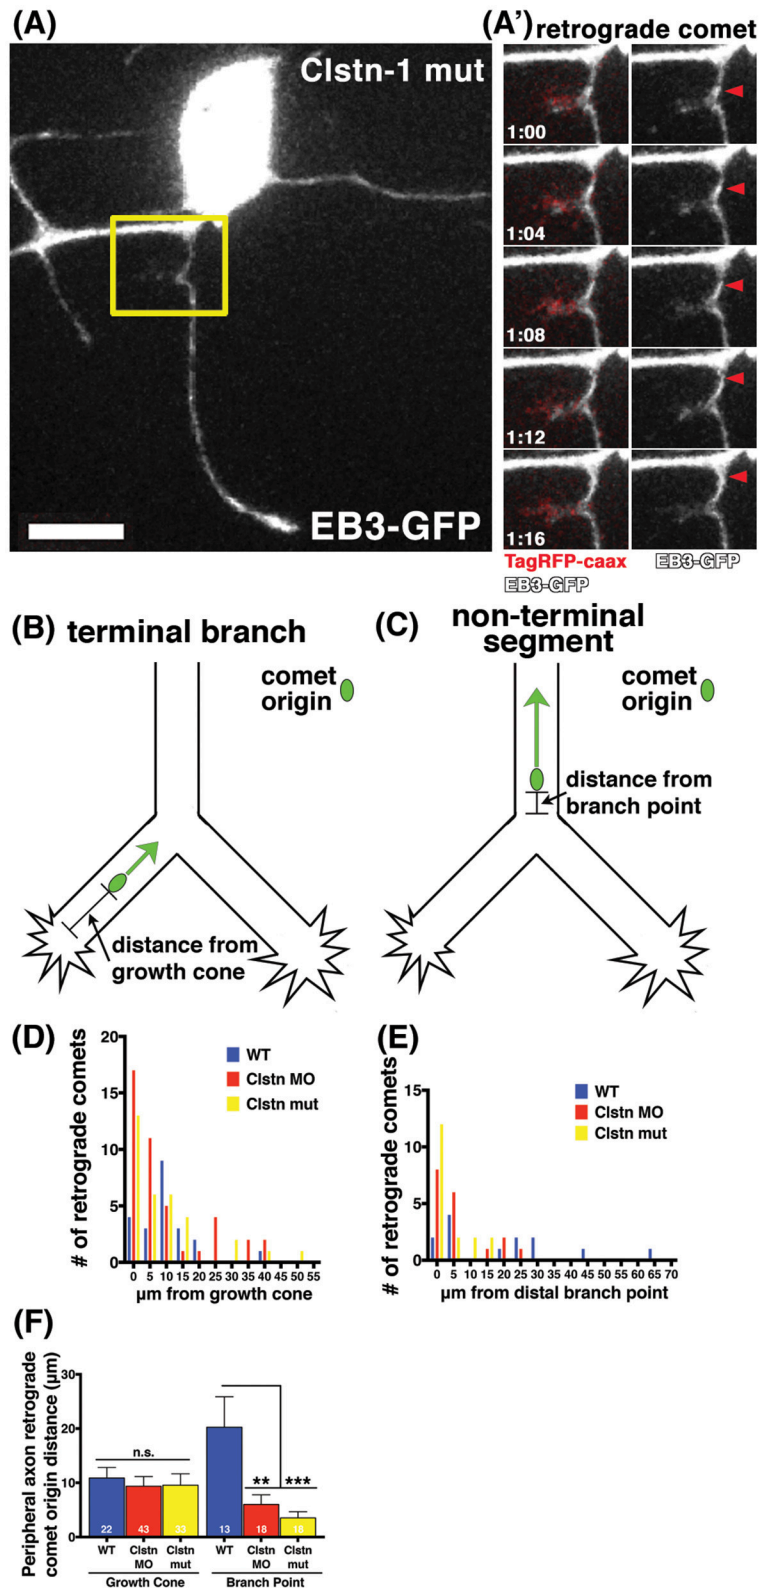 (A)
Clstn-1 mut
EB3-GFP
(A') retrograde comet
1:00
1:04
1:08
1:12
1:16
TagRFP-caax
EB3-GFP
EB3-GFP
(B) terminal branch
comet
origin
distance from
growth cone
(C) non-terminal
segment
comet
origin
distance from
branch point
(D)
# of retrograde comets
20
15
10
5
0
WT
Clstn MO
Clstn mut
0 5 10 15 20 25 30 35 40 45 50 55
µm from growth cone
(E)
# of retrograde comets
15
10
5
0
WT
Clstn MO
Clstn mut
0 5 10 15 20 25 30 45 60 65 70
µm from distal branch point
(F)
Peripheral axon retrograde
comet origin distance (µm)
30
20
10
0
n.s.
** ***
22 43 33 13 18 18
WT Clstn MO Clstn mut WT Clstn MO Clstn mut
Growth Cone Branch Point